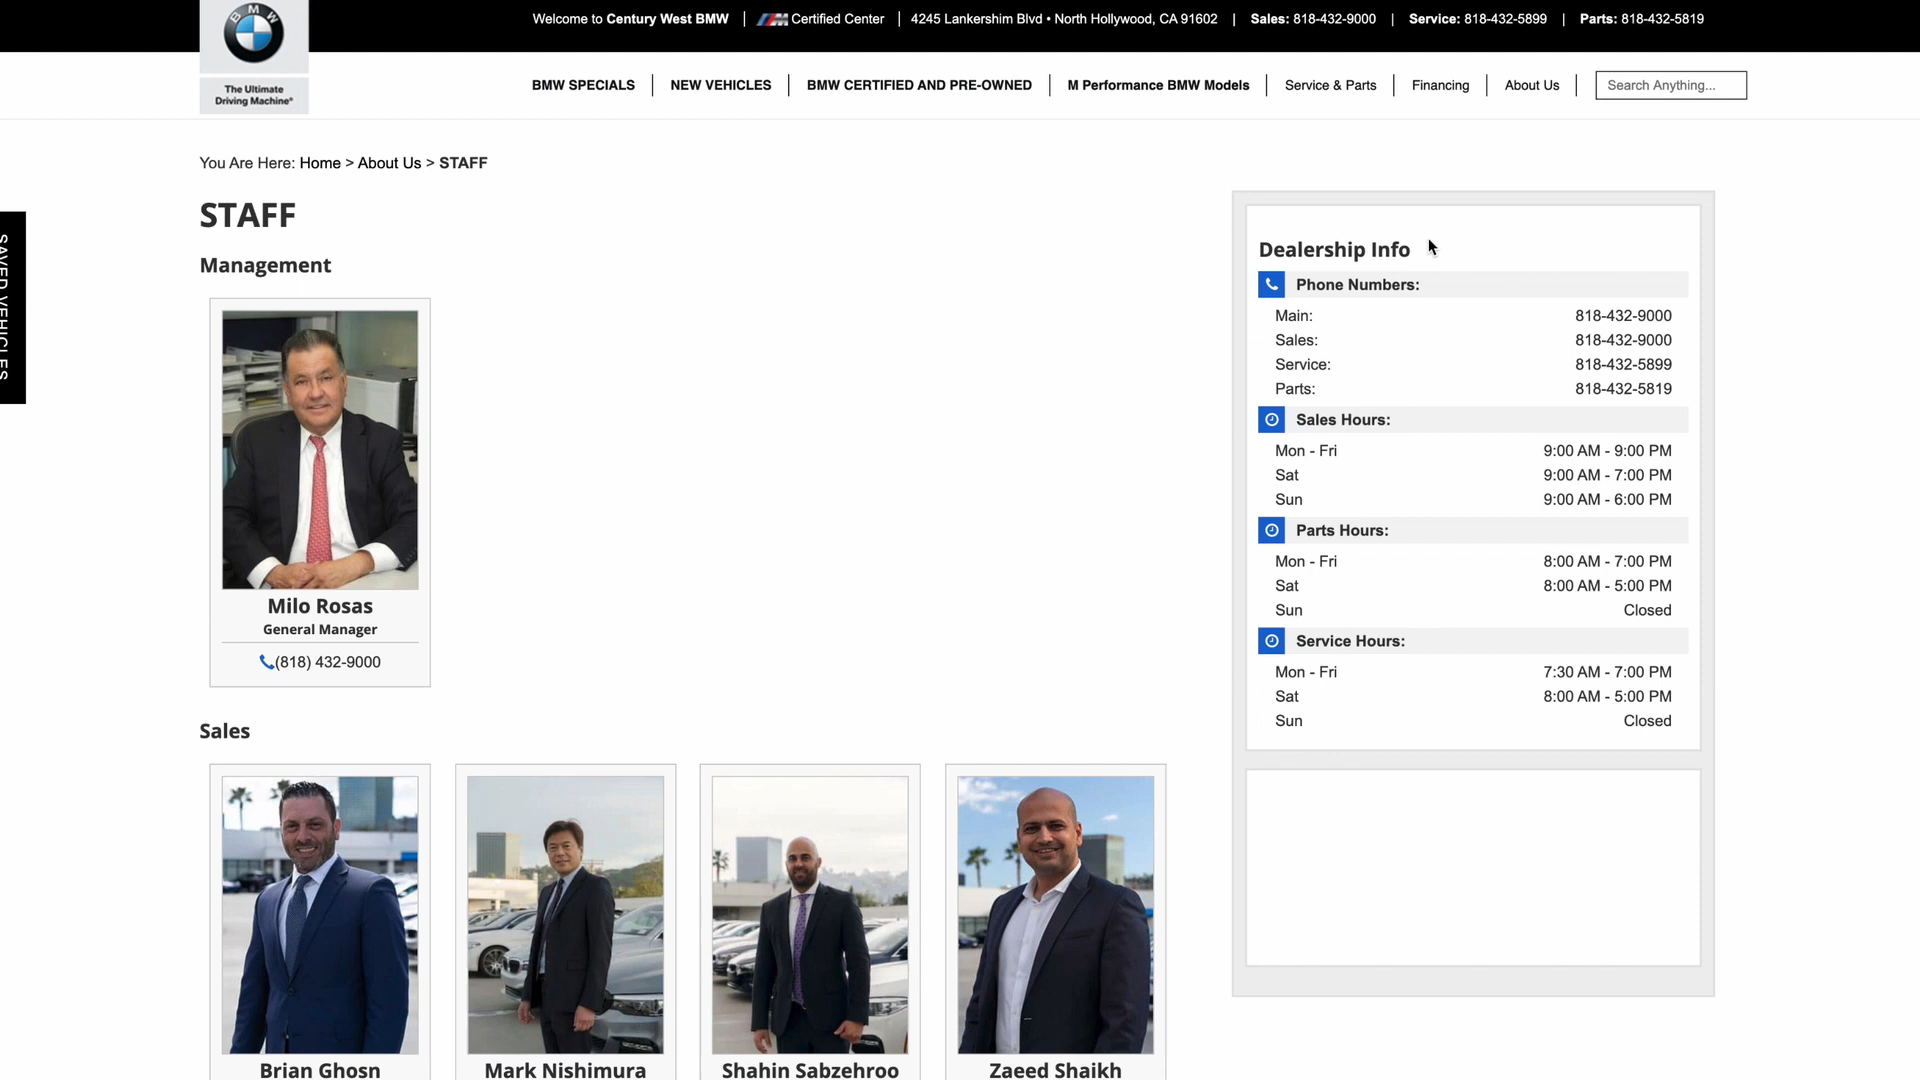 BMW
The Ultimate
Driving Machine®
Welcome to Century West BMW | M Certified Center | 4245 Lankershim Blvd • North Hollywood, CA 91602 | Sales: 818-432-9000 | Service: 818-432-5899 | Parts: 818-432-5819
BMW SPECIALS | NEW VEHICLES | BMW CERTIFIED AND PRE-OWNED | M Performance BMW Models | Service & Parts | Financing | About Us | Search Anything...
You Are Here: Home > About Us > STAFF
SAVED VEHICLES
STAFF
Management
Milo Rosas
General Manager
(818) 432-9000
Sales
Brian Ghosn
Mark Nishimura
Shahin Sabzehroo
Zaeed Shaikh
Dealership Info
Phone Numbers:
Main: 818-432-9000
Sales: 818-432-9000
Service: 818-432-5899
Parts: 818-432-5819
Sales Hours:
Mon - Fri 9:00 AM - 9:00 PM
Sat 9:00 AM - 7:00 PM
Sun 9:00 AM - 6:00 PM
Parts Hours:
Mon - Fri 8:00 AM - 7:00 PM
Sat 8:00 AM - 5:00 PM
Sun Closed
Service Hours:
Mon - Fri 7:30 AM - 7:00 PM
Sat 8:00 AM - 5:00 PM
Sun Closed